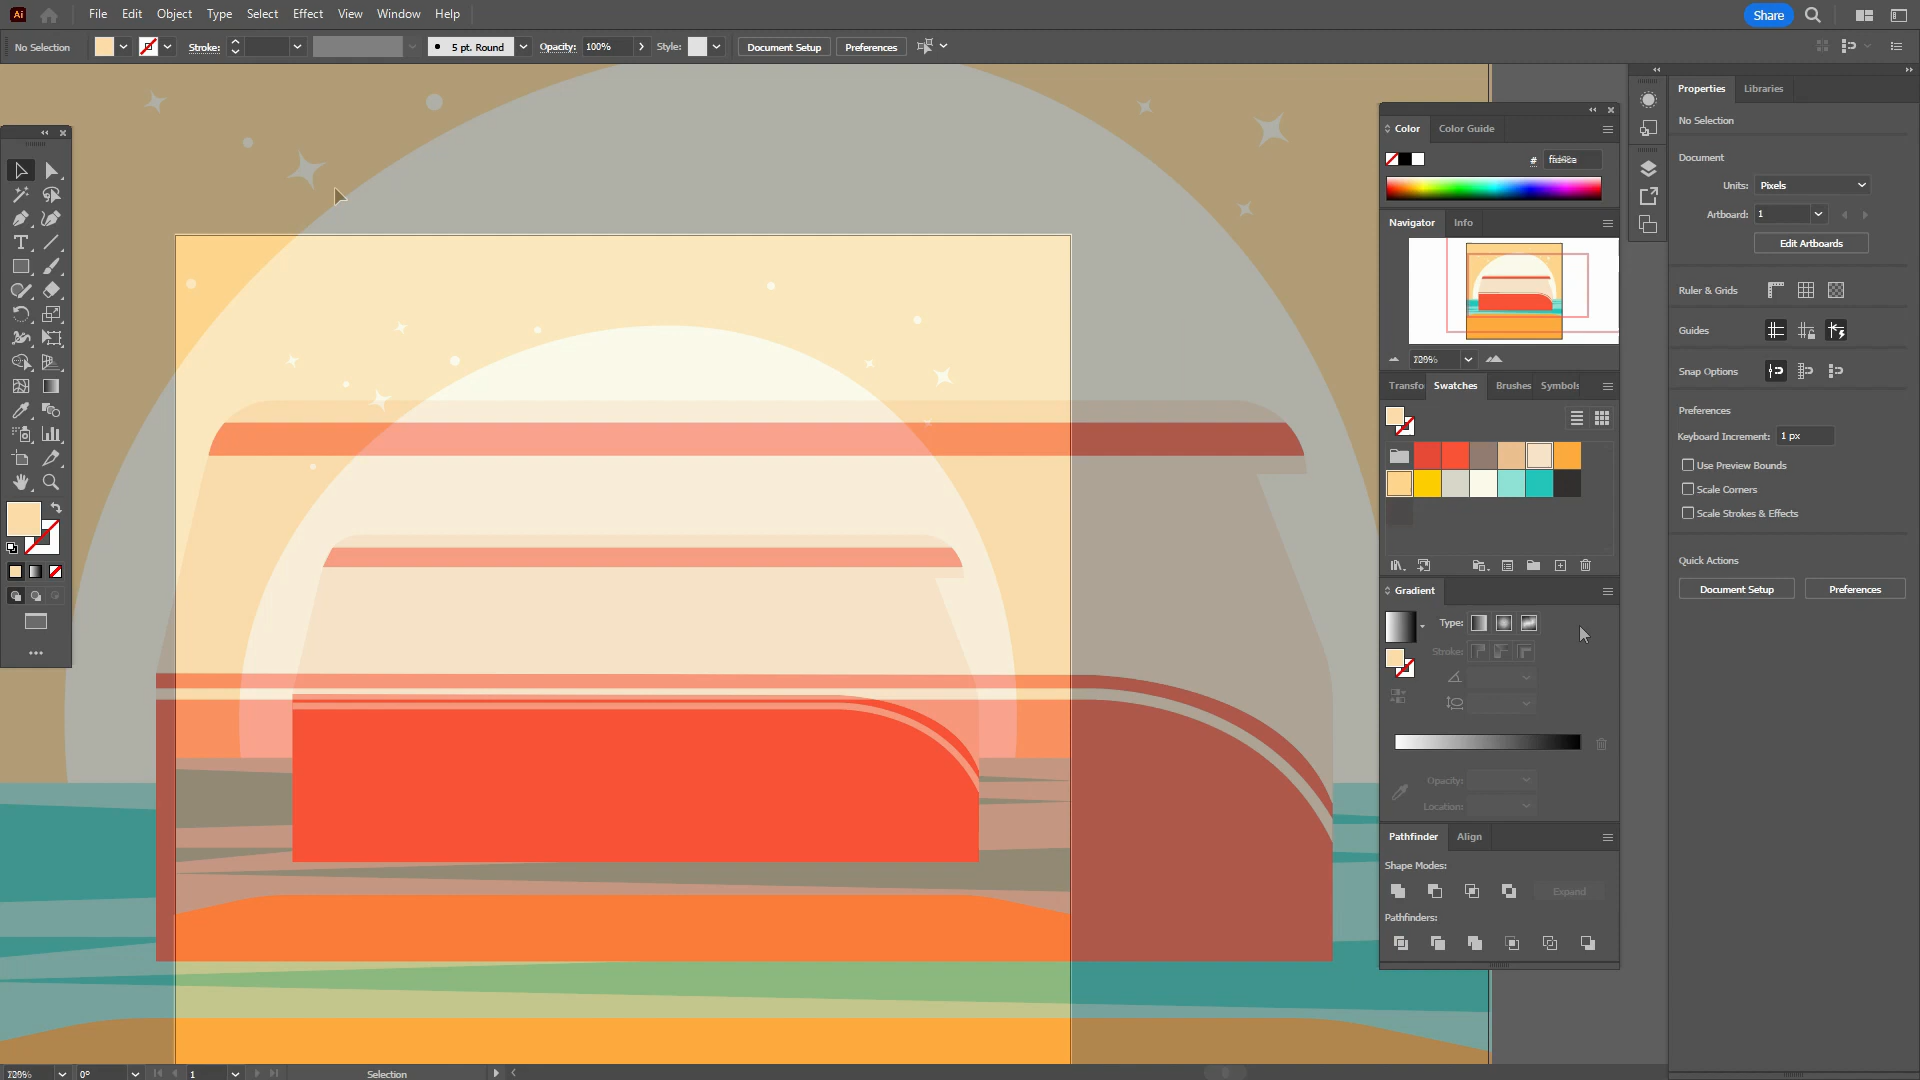 Ai File Edit Object Type Select Effect View Window Help Share
No Selection Stroke: 5 pt. Round Opacity: 100% Style: Document Setup Preferences
Properties Libraries
No Selection
Document
Units: Pixels
Artboard: 1
Edit Artboards
Ruler & Grids
Guides
Snap Options
Preferences
Keyboard Increment: 1 px
Use Preview Bounds
Scale Corners
Scale Strokes & Effects
Quick Actions
Document Setup Preferences
Color Color Guide
#
Navigator Info
Transfo Swatches Brushes Symbols
Gradient
Type:
Stroke:
Opacity:
Location:
Pathfinder Align
Shape Modes:
Expand
Pathfinders:
T
0° 1 Selection